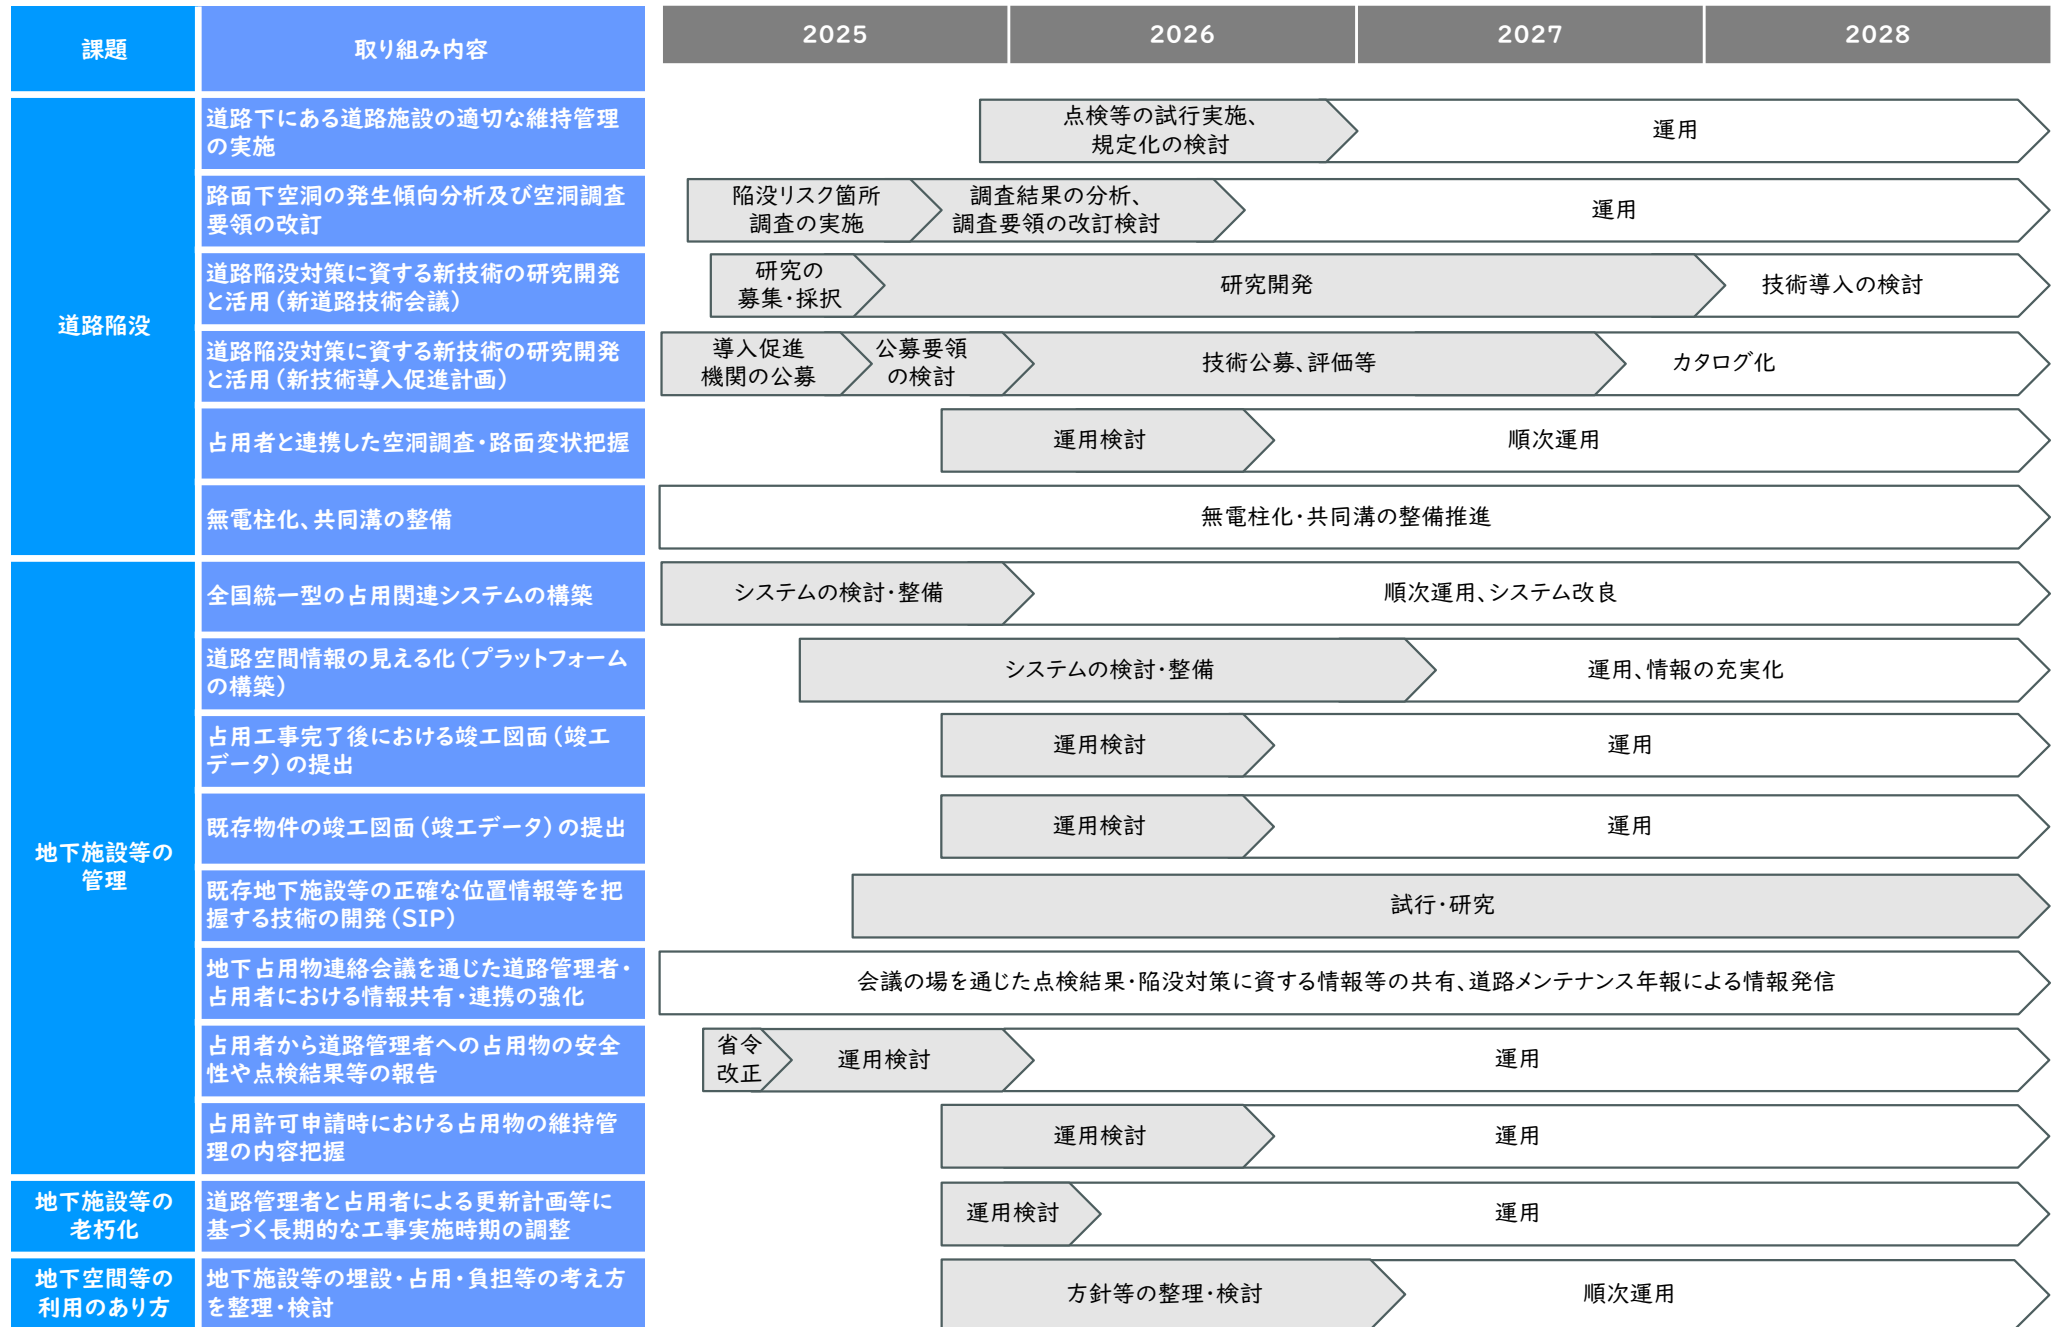 課題
取り組み内容
2025
2026
2027
2028
道路陥没
道路下にある道路施設の適切な維持管理
の実施
点検等の試行実施、
規定化の検討
運用
路面下空洞の発生傾向分析及び空洞調査
要領の改訂
陥没リスク箇所
調査の実施
調査結果の分析、
調査要領の改訂検討
運用
道路陥没対策に資する新技術の研究開発
と活用（新道路技術会議）
研究の
募集・採択
研究開発
技術導入の検討
道路陥没対策に資する新技術の研究開発
と活用（新技術導入促進計画）
導入促進
機関の公募
公募要領
の検討
技術公募、評価等
カタログ化
占用者と連携した空洞調査・路面変状把握
運用検討
順次運用
無電柱化、共同溝の整備
無電柱化・共同溝の整備推進
地下施設等の
管理
全国統一型の占用関連システムの構築
システムの検討・整備
順次運用、システム改良
道路空間情報の見える化（プラットフォーム
の構築）
システムの検討・整備
運用、情報の充実化
占用工事完了後における竣工図面（竣工
データ）の提出
運用検討
運用
既存物件の竣工図面（竣工データ）の提出
運用検討
運用
既存地下施設等の正確な位置情報等を把
握する技術の開発（SIP）
試行・研究
地下占用物連絡会議を通じた道路管理者・
占用者における情報共有・連携の強化
会議の場を通じた点検結果・陥没対策に資する情報等の共有、道路メンテナンス年報による情報発信
占用者から道路管理者への占用物の安全
性や点検結果等の報告
省令
改正
運用検討
運用
占用許可申請時における占用物の維持管
理の内容把握
運用検討
運用
地下施設等の
老朽化
道路管理者と占用者による更新計画等に
基づく長期的な工事実施時期の調整
運用検討
運用
地下空間等の
利用のあり方
地下施設等の埋設・占用・負担等の考え方
を整理・検討
方針等の整理・検討
順次運用